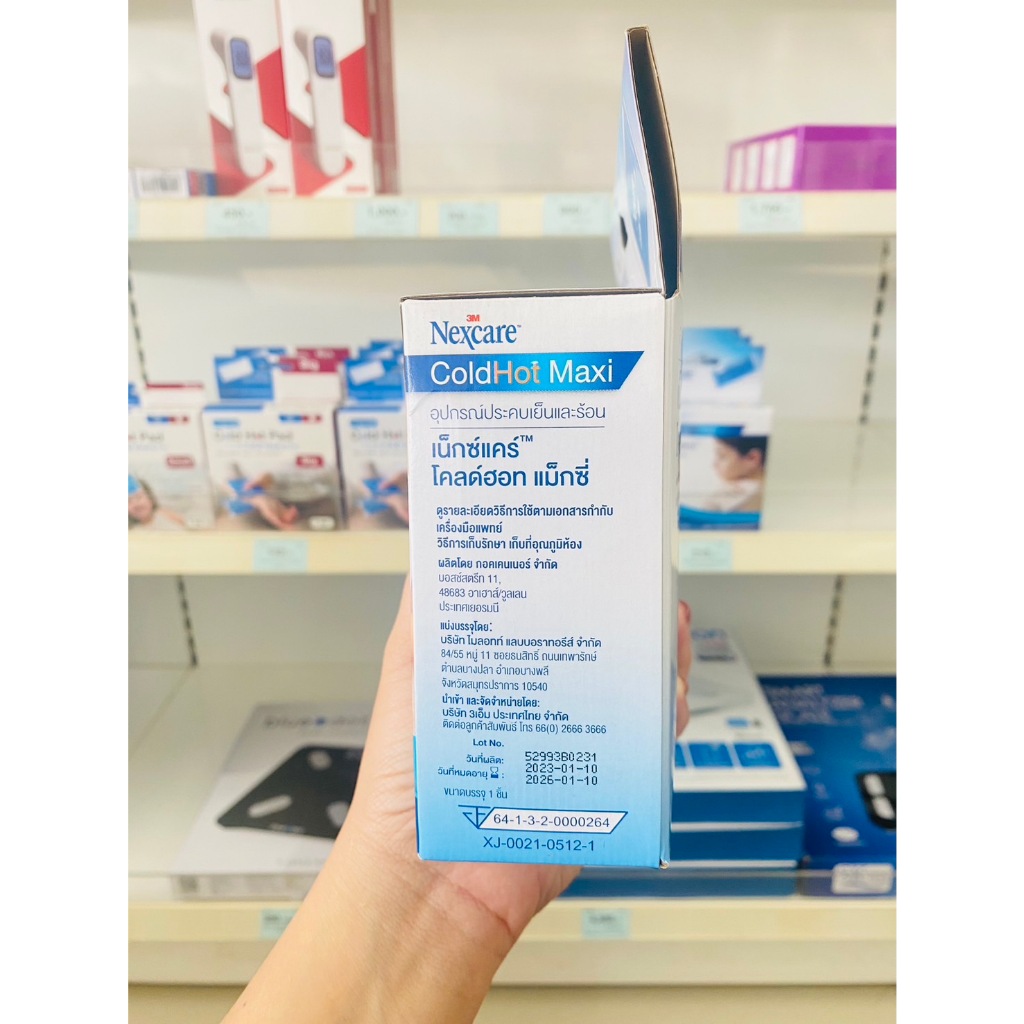 3M
Nexcare™
ColdHot Maxi
อุปกรณ์ประคบเย็นและร้อน
เน็กซ์แคร์™
โคลด์ฮอท แม็กซี่
ดูรายละเอียดวิธีการใช้ตามเอกสารกำกับ
เครื่องมือแพทย์
วิธีการเก็บรักษา เก็บที่อุณภูมิห้อง
ผลิตโดย กอคเคนเนอร์ จำกัด
บอสช์สตรีท 11,
48683 อาเฮาส์/วูลเลน
ประเทศเยอรมนี
แบ่งบรรจุโดย:
บริษัท ไมลอทท์ แลบบอราทอรีส์ จำกัด
84/55 หมู่ 11 ซอยธนสิทธิ์ ถนนเทพารักษ์
ตำบลบางปลา อำเภอบางพลี
จังหวัดสมุทรปราการ 10540
นำเข้า และจัดจำหน่ายโดย:
บริษัท 3เอ็ม ประเทศไทย จำกัด
ติดต่อลูกค้าสัมพันธ์ โทร 66(0) 2666 3666
Lot No. 52993B0231
วันที่ผลิต: 2023-01-10
วันที่หมดอายุ : 2026-01-10
ขนาดบรรจุ 1 ชิ้น
64-1-3-2-0000264
XJ-0021-0512-1
Cold Hot Pad